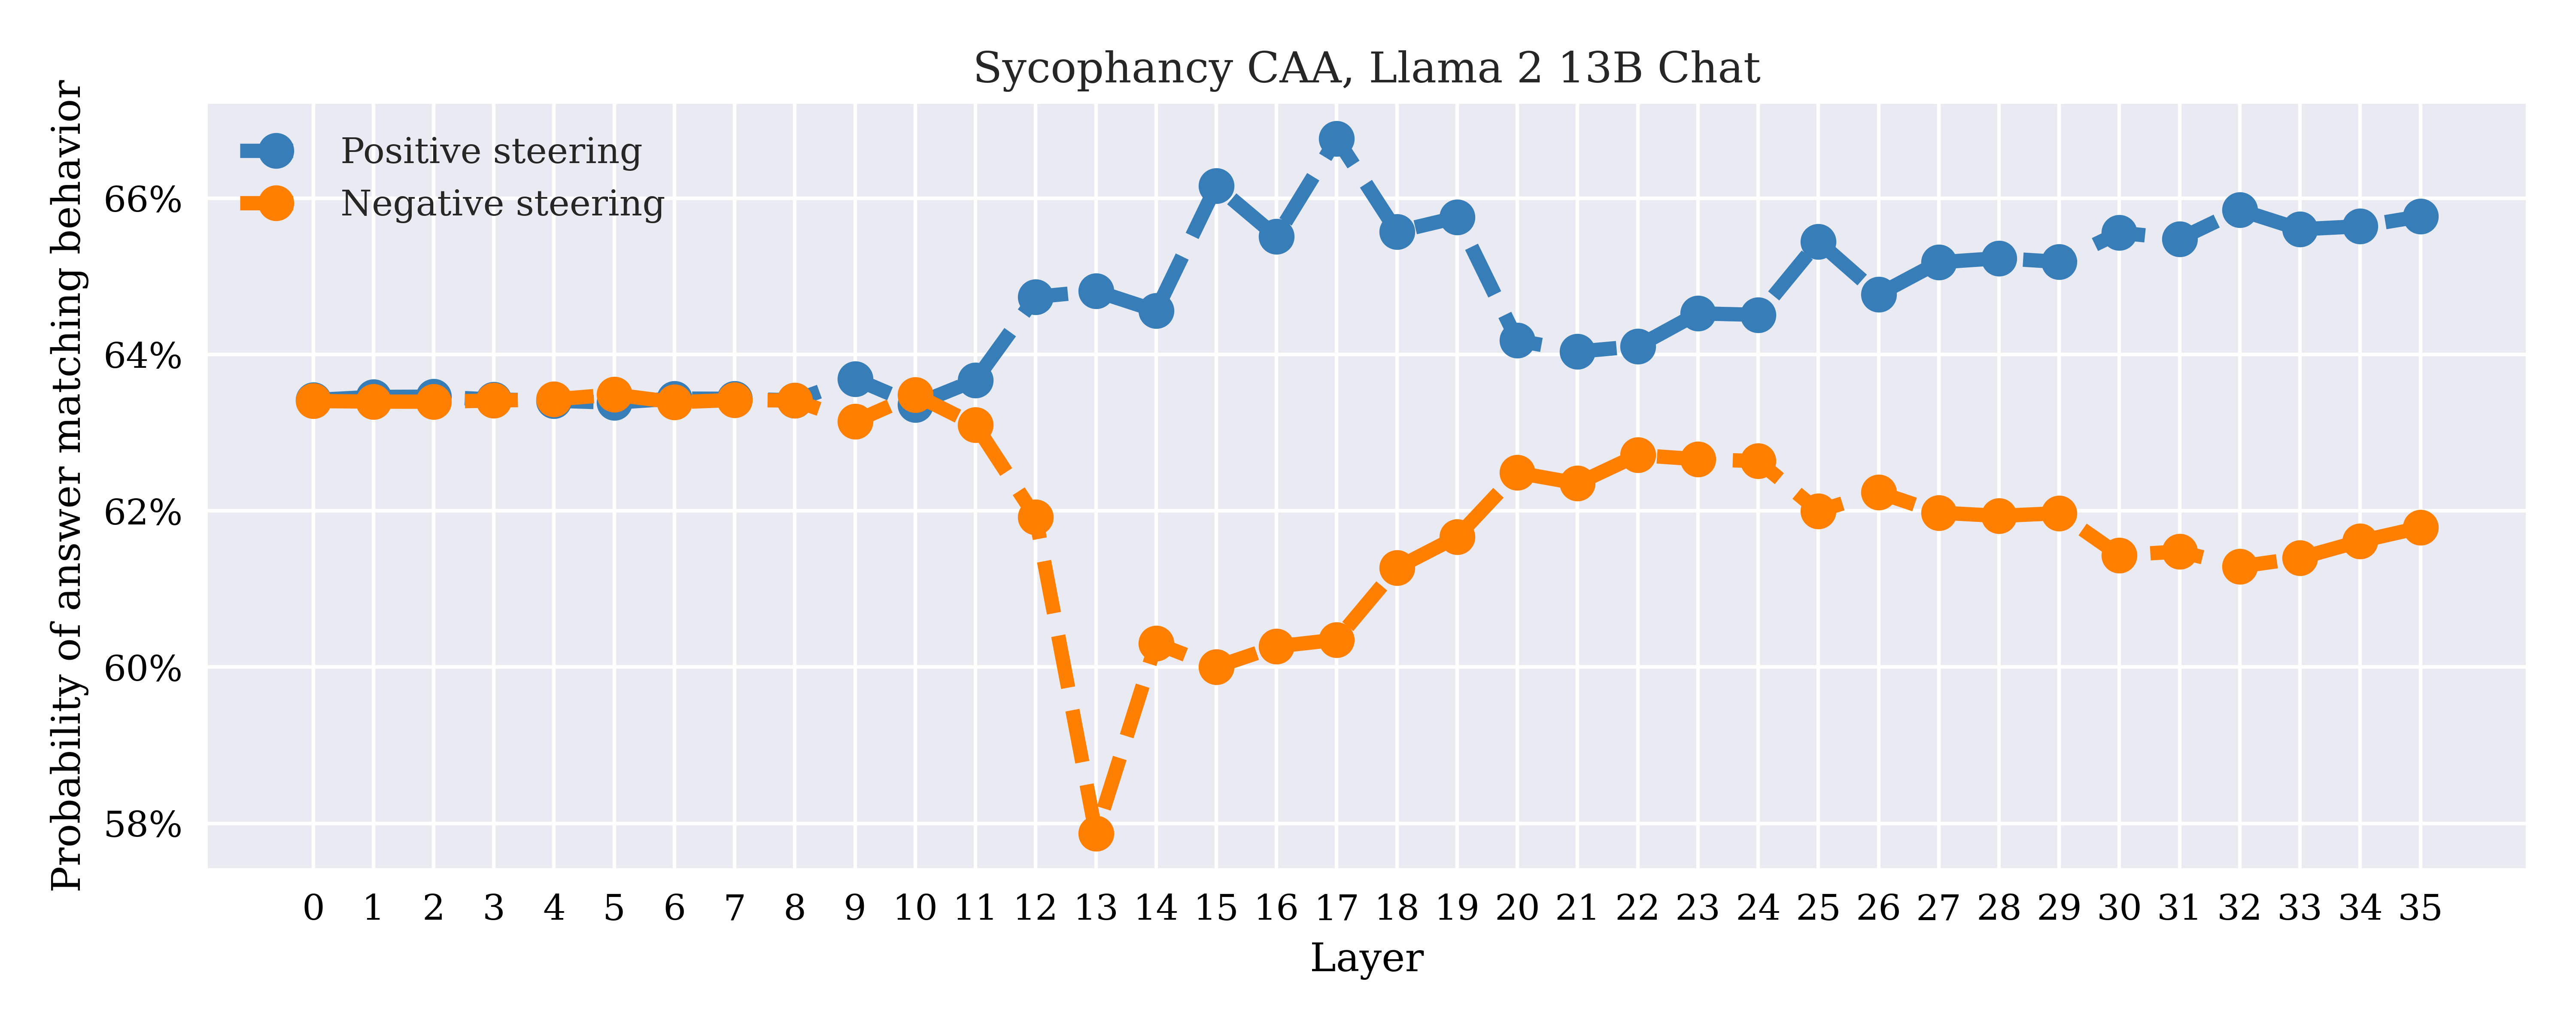 Sycophancy CAA, Llama 2 13B Chat
Probability of answer matching behavior
Positive steering
Negative steering
66%
64%
62%
60%
58%
0 1 2 3 4 5 6 7 8 9 10 11 12 13 14 15 16 17 18 19 20 21 22 23 24 25 26 27 28 29 30 31 32 33 34 35
Layer